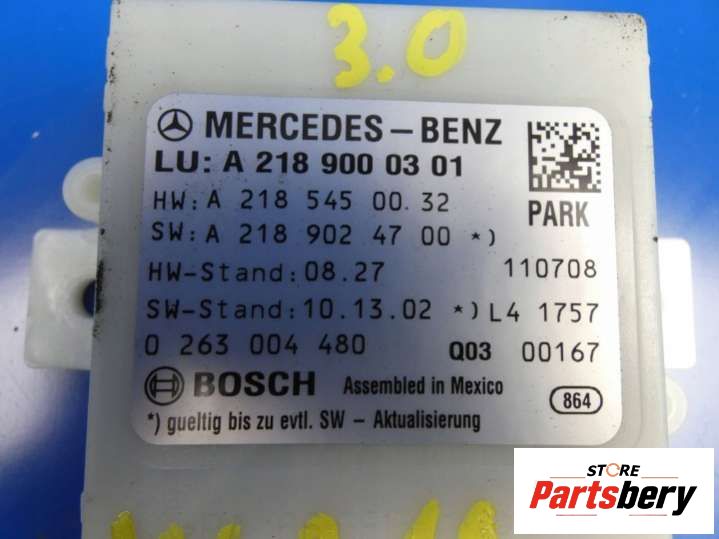 3.0
MERCEDES-BENZ
LU: A 218 900 03 01
HW: A 218 545 00 32
SW: A 218 902 47 00 *)
PARK
HW-Stand: 08.27 110708
SW-Stand: 10.13.02 *) L4 1757
0 263 004 480 Q03 00167
BOSCH Assembled in Mexico 864
*) gueltig bis zu evtl. SW - Aktualisierung
STORE
Partsbery